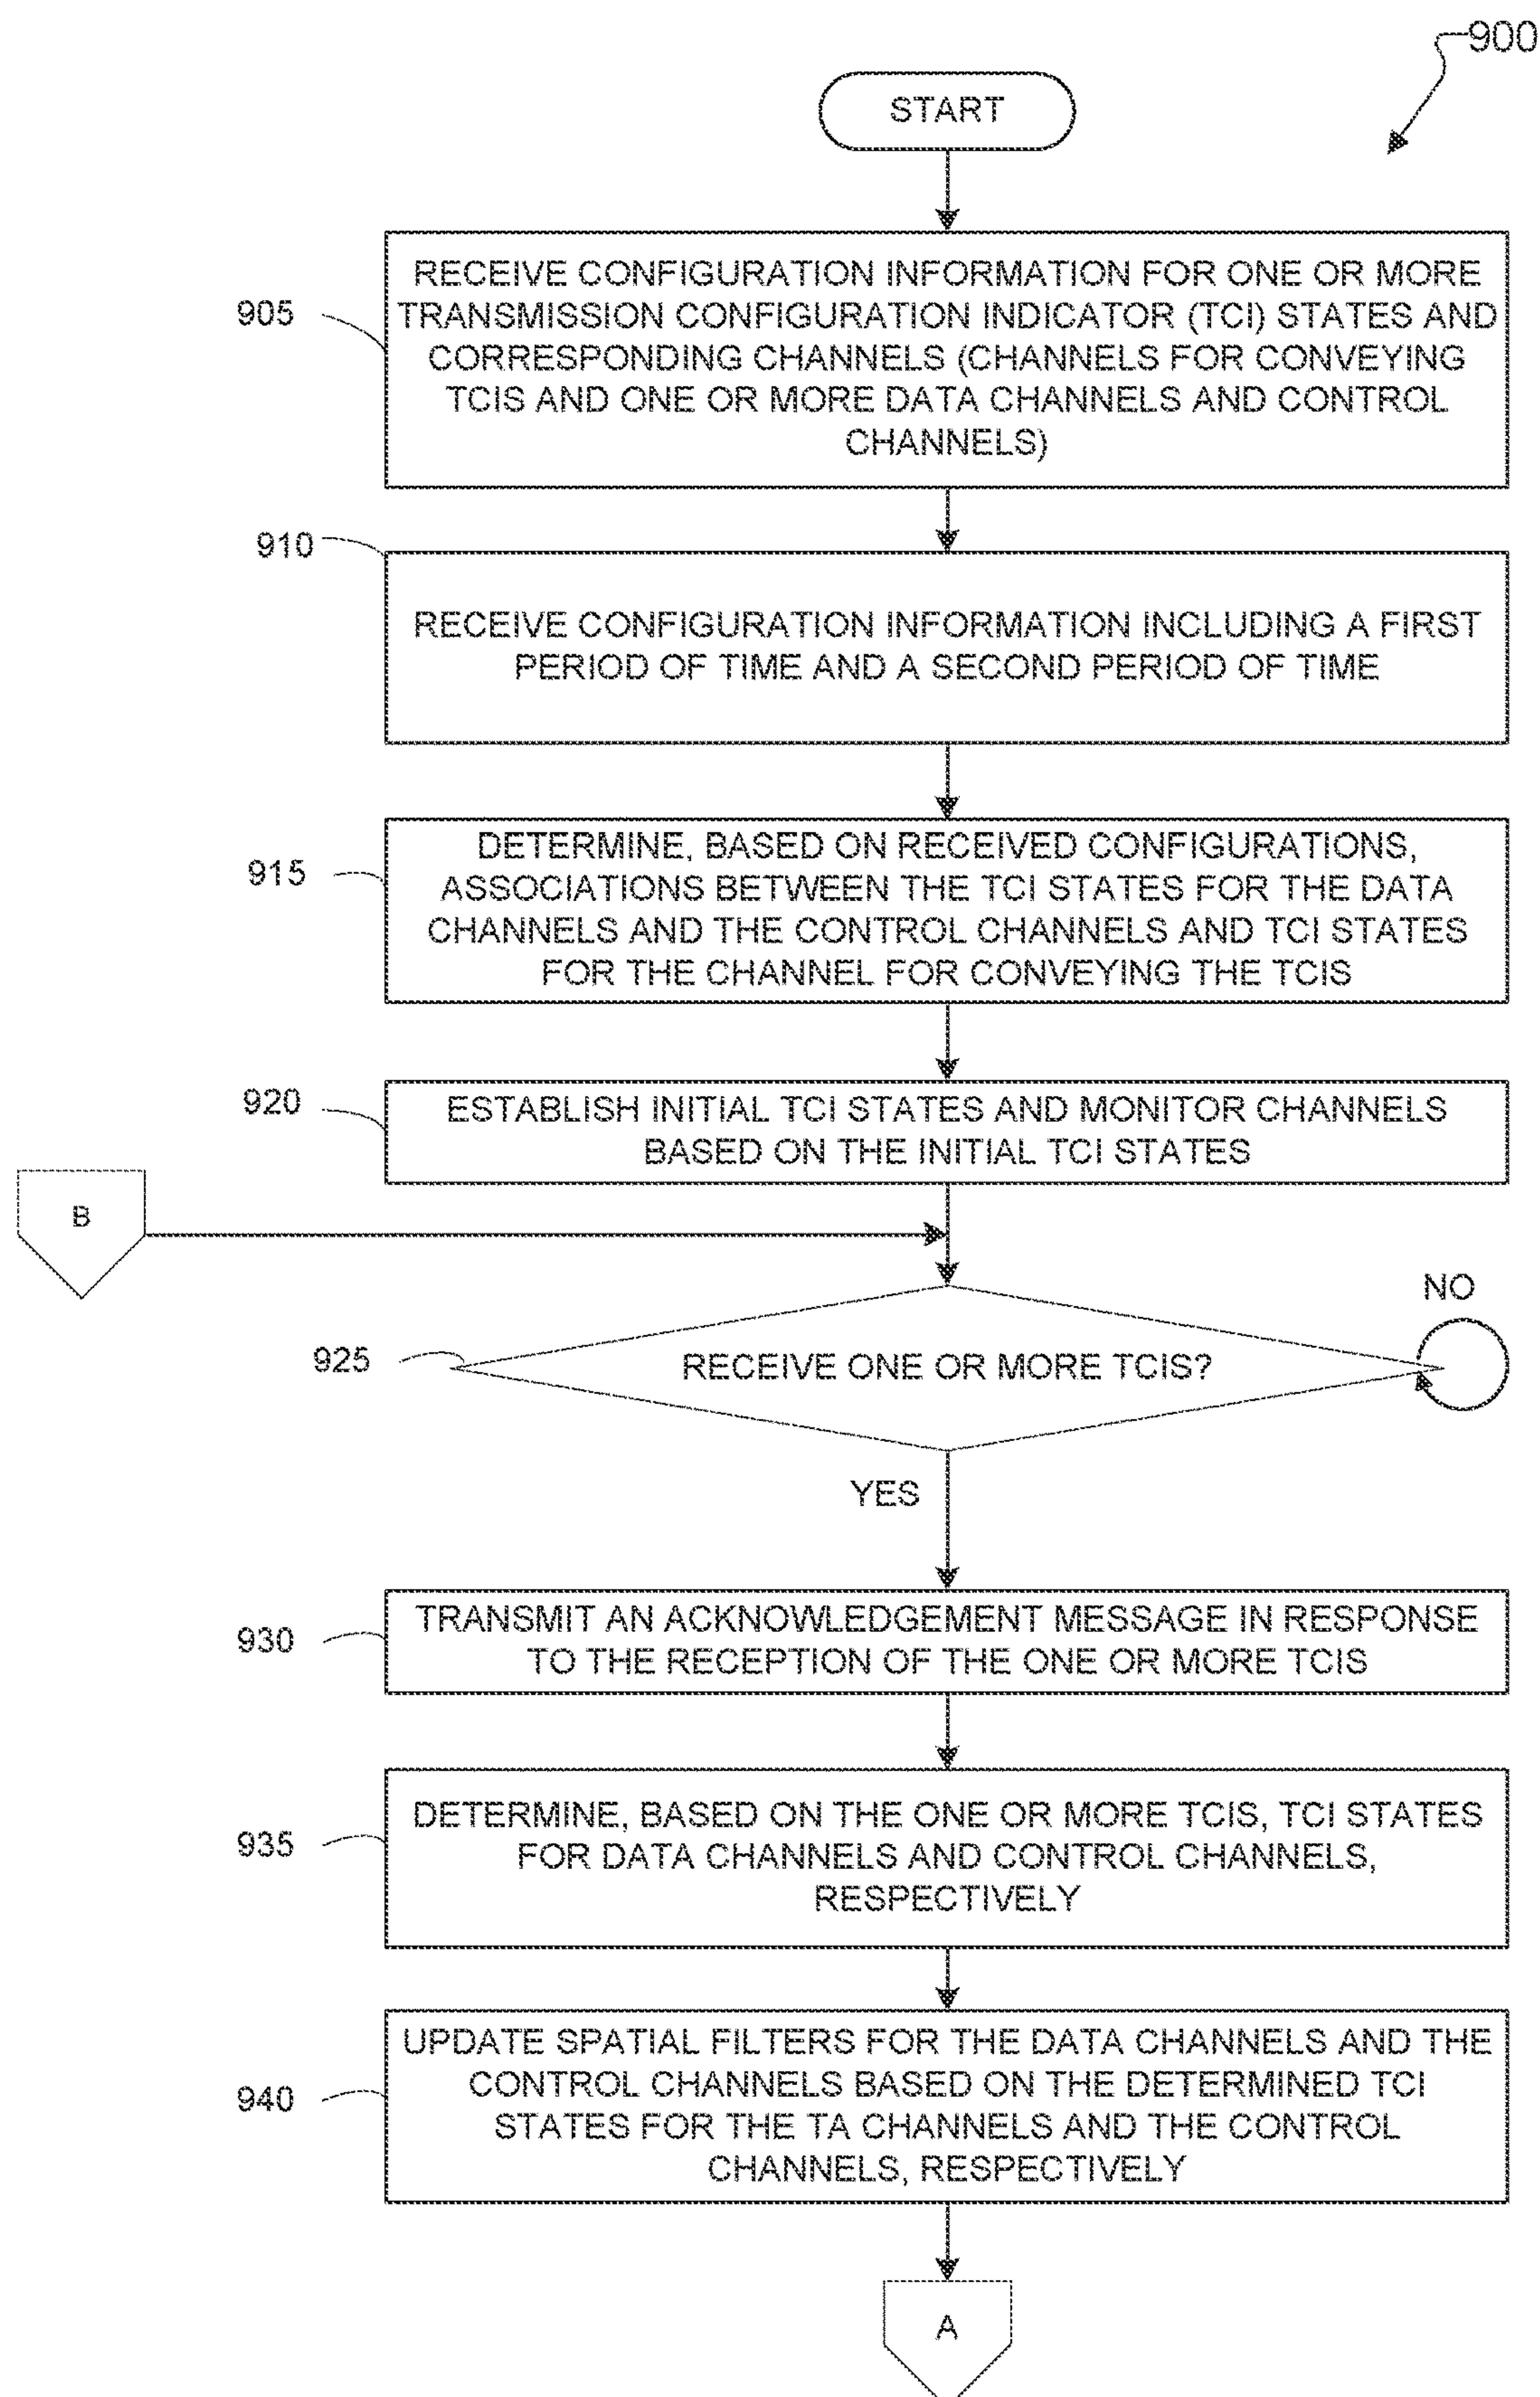 900
START
905
RECEIVE CONFIGURATION INFORMATION FOR ONE OR MORE
TRANSMISSION CONFIGURATION INDICATOR (TCI) STATES AND
CORRESPONDING CHANNELS (CHANNELS FOR CONVEYING
TCIS AND ONE OR MORE DATA CHANNELS AND CONTROL
CHANNELS)
910
RECEIVE CONFIGURATION INFORMATION INCLUDING A FIRST
PERIOD OF TIME AND A SECOND PERIOD OF TIME
915
DETERMINE, BASED ON RECEIVED CONFIGURATIONS,
ASSOCIATIONS BETWEEN THE TCI STATES FOR THE DATA
CHANNELS AND THE CONTROL CHANNELS AND TCI STATES
FOR THE CHANNEL FOR CONVEYING THE TCIS
920
ESTABLISH INITIAL TCI STATES AND MONITOR CHANNELS
BASED ON THE INITIAL TCI STATES
B
NO
925
RECEIVE ONE OR MORE TCIS?
YES
930
TRANSMIT AN ACKNOWLEDGEMENT MESSAGE IN RESPONSE
TO THE RECEPTION OF THE ONE OR MORE TCIS
935
DETERMINE, BASED ON THE ONE OR MORE TCIS, TCI STATES
FOR DATA CHANNELS AND CONTROL CHANNELS,
RESPECTIVELY
940
UPDATE SPATIAL FILTERS FOR THE DATA CHANNELS AND THE
CONTROL CHANNELS BASED ON THE DETERMINED TCI
STATES FOR THE TA CHANNELS AND THE CONTROL
CHANNELS, RESPECTIVELY
A